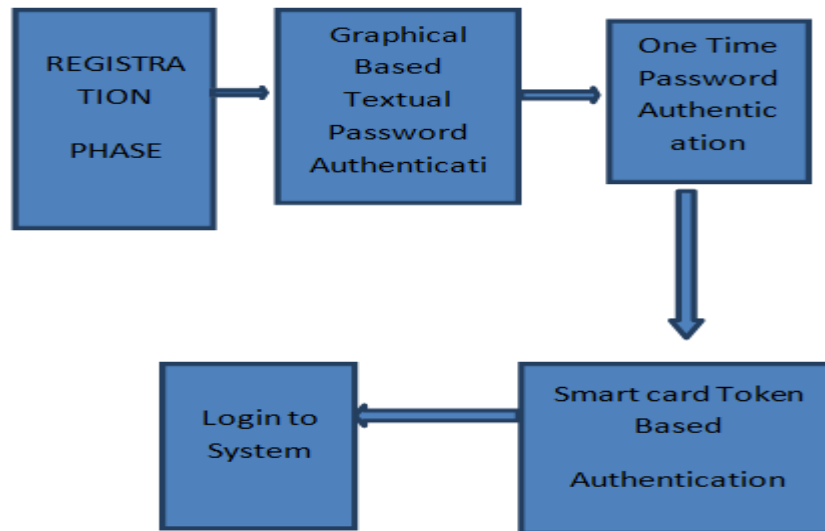 REGISTRA
TION
PHASE
Graphical
Based
Textual
Password
Authenticati
One Time
Password
Authentic
ation
Smart card Token
Based
Authentication
Login to
System